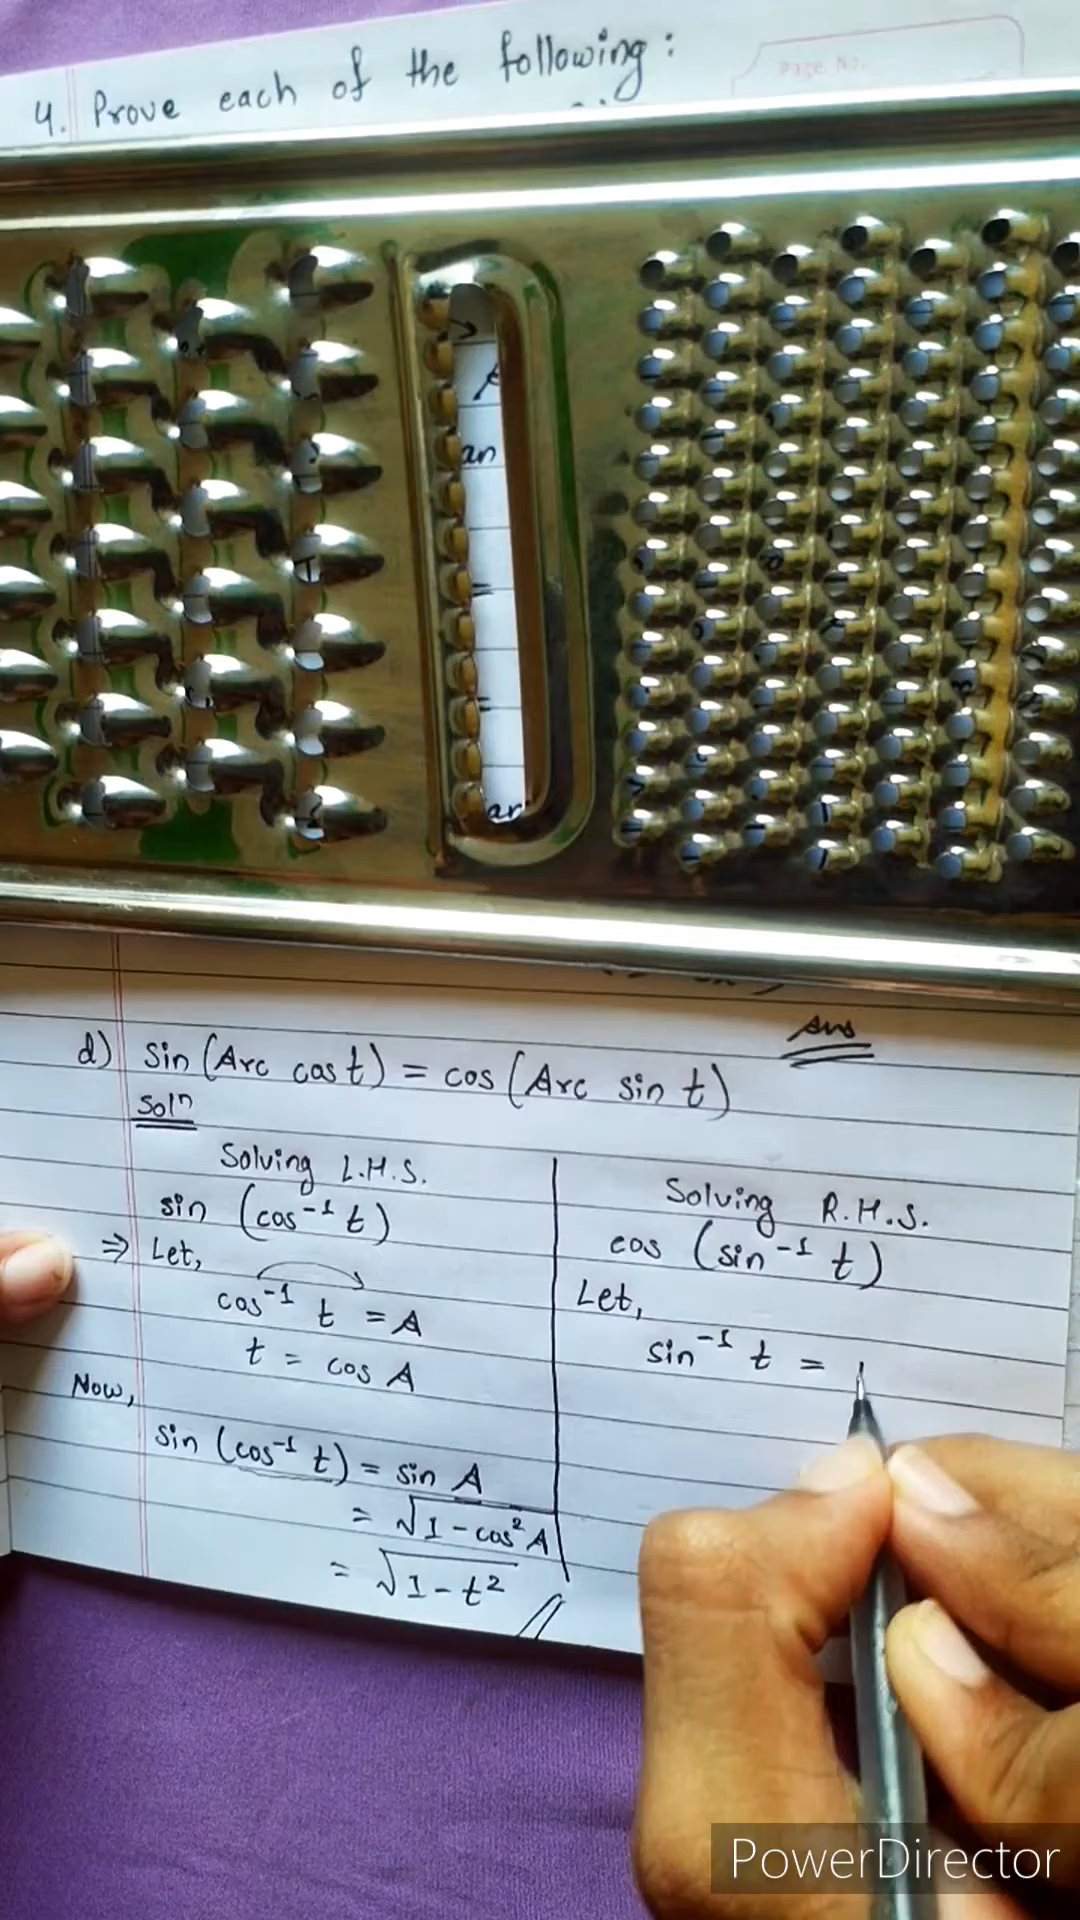 Page No.
4. Prove each of the following:
an
=
=
ar
Ans
d) Sin (Arc cos t) = cos (Arc sin t)
Solⁿ
Solving L.H.S.
sin (cos⁻¹ t)
⇒ Let,
cos⁻¹ t = A
t = cos A
Now,
sin (cos⁻¹ t) = sin A
= √1 - cos² A
= √1 - t²
Solving R.H.S.
cos (sin⁻¹ t)
Let,
sin⁻¹ t =
PowerDirector